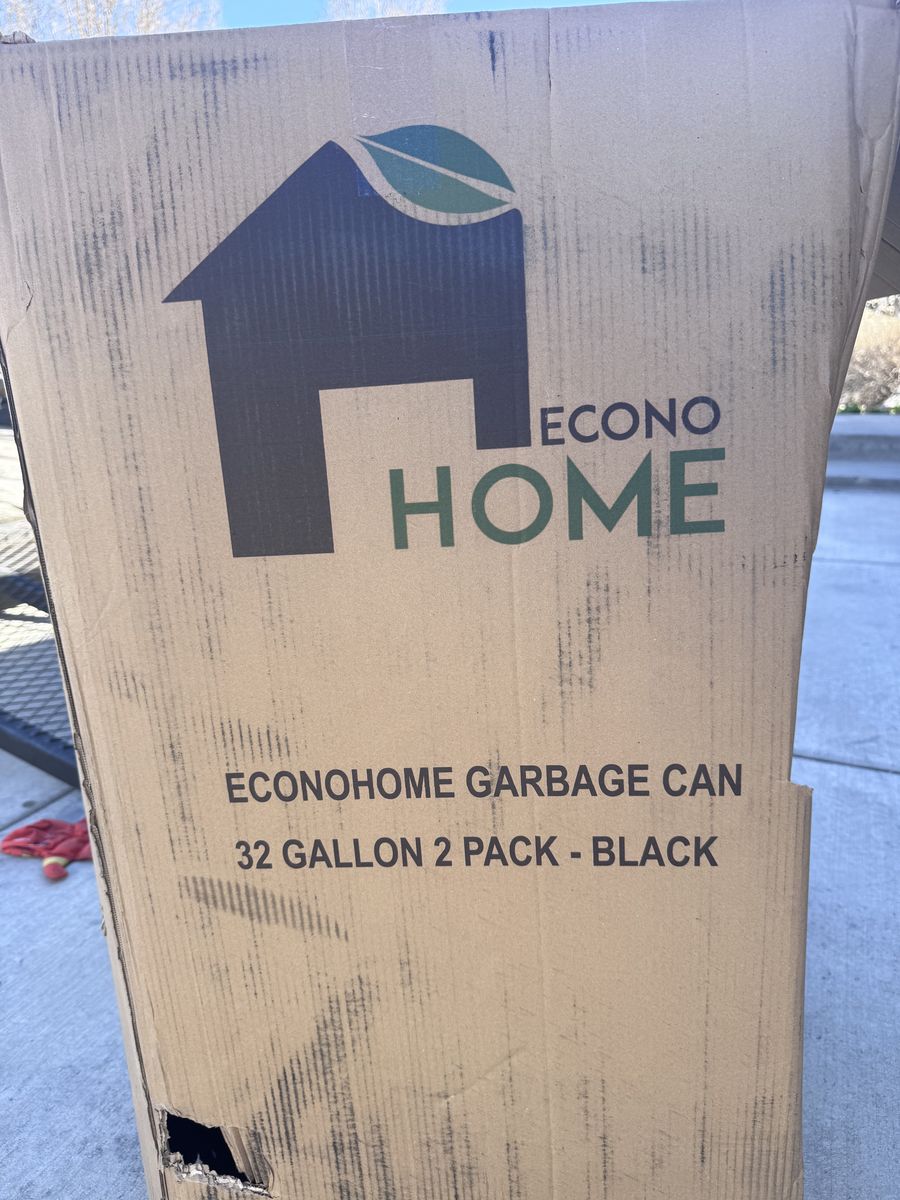 ECONO
HOME
ECONOHOME GARBAGE CAN
32 GALLON 2 PACK - BLACK